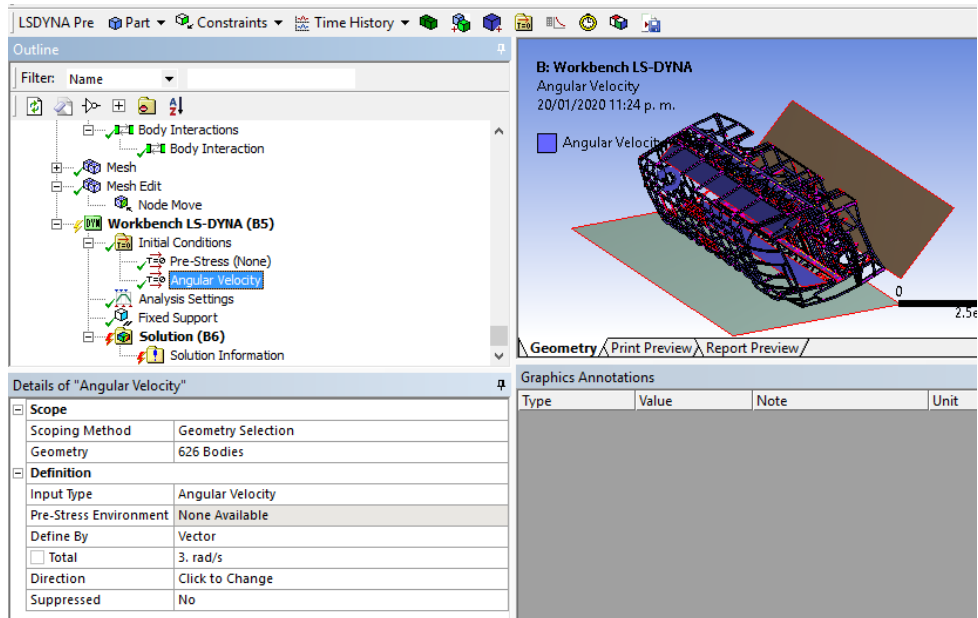 LSDYNA Pre Part Constraints Time History
Outline
Filter: Name
Body Interactions
Body Interaction
Mesh
Mesh Edit
Node Move
Workbench LS-DYNA (B5)
Initial Conditions
Pre-Stress (None)
Angular Velocity
Analysis Settings
Fixed Support
Solution (B6)
Solution Information
B: Workbench LS-DYNA
Angular Velocity
20/01/2020 11:24 p. m.
Angular Velocity
0
2.5e
Geometry Print Preview Report Preview
Details of "Angular Velocity"
Scope
Scoping Method Geometry Selection
Geometry 626 Bodies
Definition
Input Type Angular Velocity
Pre-Stress Environment None Available
Define By Vector
Total 3. rad/s
Direction Click to Change
Suppressed No
Graphics Annotations
Type Value Note Unit